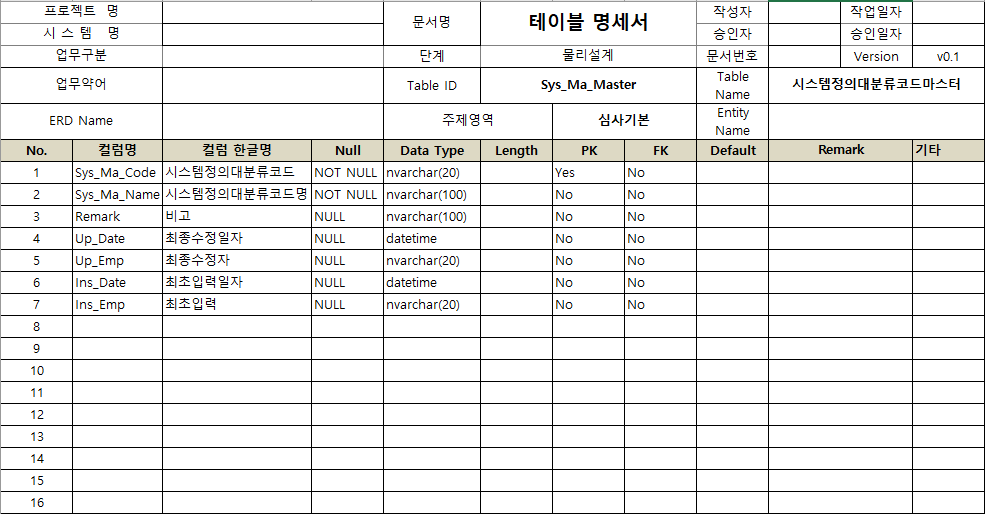 프로젝트 명 문서명 테이블 명세서 작성자 작업일자
시 스 템 명 승인자 승인일자
업무구분 단계 물리설계 문서번호 Version v0.1
업무약어 Table ID Sys_Ma_Master Table Name 시스템정의대분류코드마스터
ERD Name 주제영역 심사기본 Entity Name
No. 컬럼명 컬럼 한글명 Null Data Type Length PK FK Default Remark 기타
1 Sys_Ma_Code 시스템정의대분류코드 NOT NULL nvarchar(20) Yes No
2 Sys_Ma_Name 시스템정의대분류코드명 NOT NULL nvarchar(100) No No
3 Remark 비고 NULL nvarchar(100) No No
4 Up_Date 최종수정일자 NULL datetime No No
5 Up_Emp 최종수정자 NULL nvarchar(20) No No
6 Ins_Date 최초입력일자 NULL datetime No No
7 Ins_Emp 최초입력 NULL nvarchar(20) No No
8
9
10
11
12
13
14
15
16